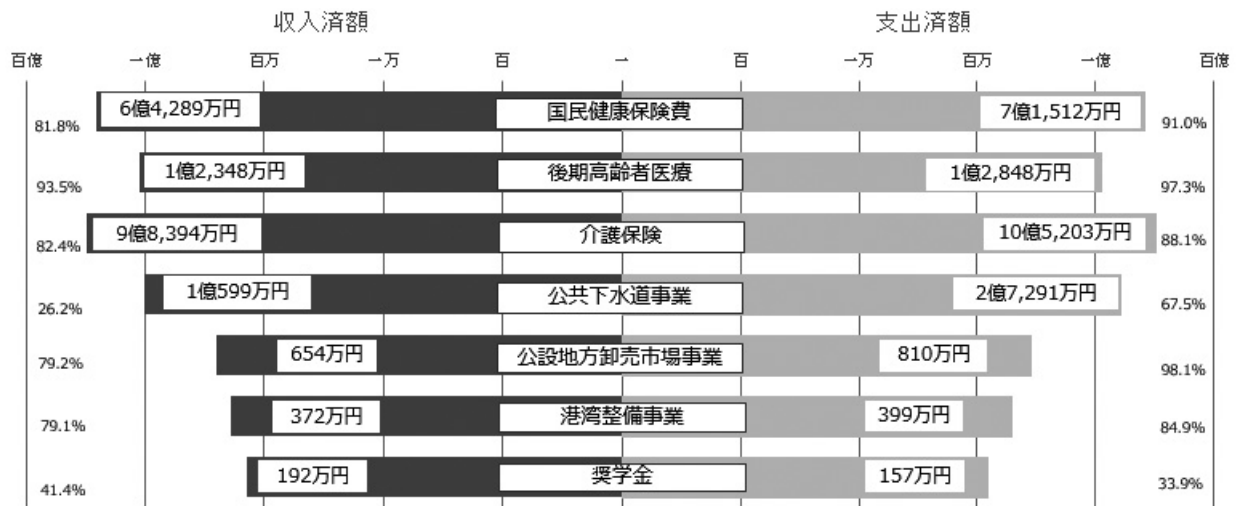 収入済額 支出済額
百億 一億 百万 一万 百 一 百 一万 百万 一億 百億
6億4,289万円 国民健康保険費 7億1,512万円
81.8% 91.0%
1億2,348万円 後期高齢者医療 1億2,848万円
93.5% 97.3%
9億8,394万円 介護保険 10億5,203万円
82.4% 88.1%
1億599万円 公共下水道事業 2億7,291万円
26.2% 67.5%
654万円 公設地方卸売市場事業 810万円
79.2% 98.1%
372万円 港湾整備事業 399万円
79.1% 84.9%
192万円 奨学金 157万円
41.4% 33.9%